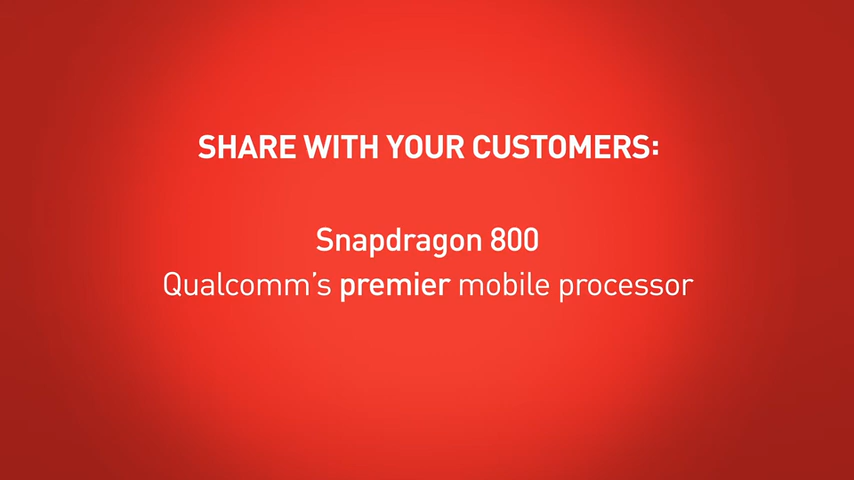 SHARE WITH YOUR CUSTOMERS:
Snapdragon 800
Qualcomm's premier mobile processor